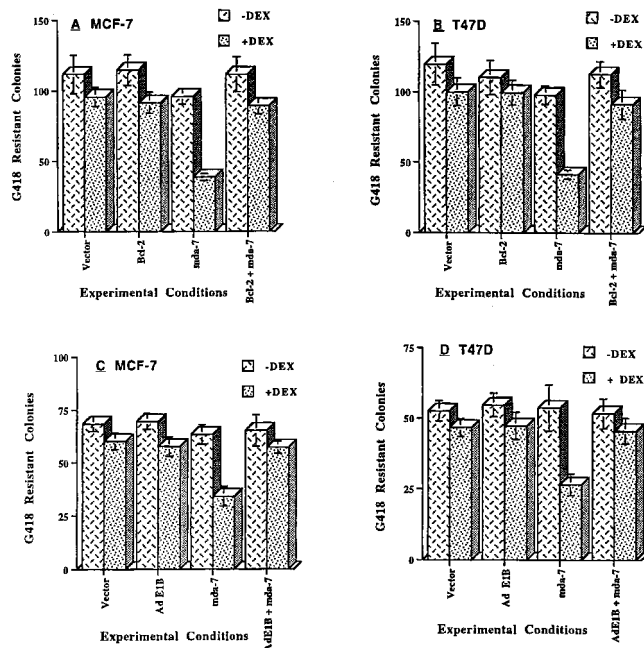 A MCF-7
-DEX
+DEX
150
100
50
0
G418 Resistant Colonies
Vector
Bcl-2
mda-7
Bcl-2 + mda-7
Experimental Conditions
B T47D
-DEX
+DEX
150
100
50
0
G418 Resistant Colonies
Vector
Bcl-2
mda-7
Bcl-2 + mda-7
Experimental Conditions
C MCF-7
-DEX
+DEX
100
75
50
25
0
G418 Resistant Colonies
Vector
Ad E1B
mda-7
AdE1B + mda-7
Experimental Conditions
D T47D
-DEX
+ DEX
75
50
25
0
G418 Resistant Colonies
Vector
Ad E1B
mda-7
AdE1B + mda-7
Experimental Conditions